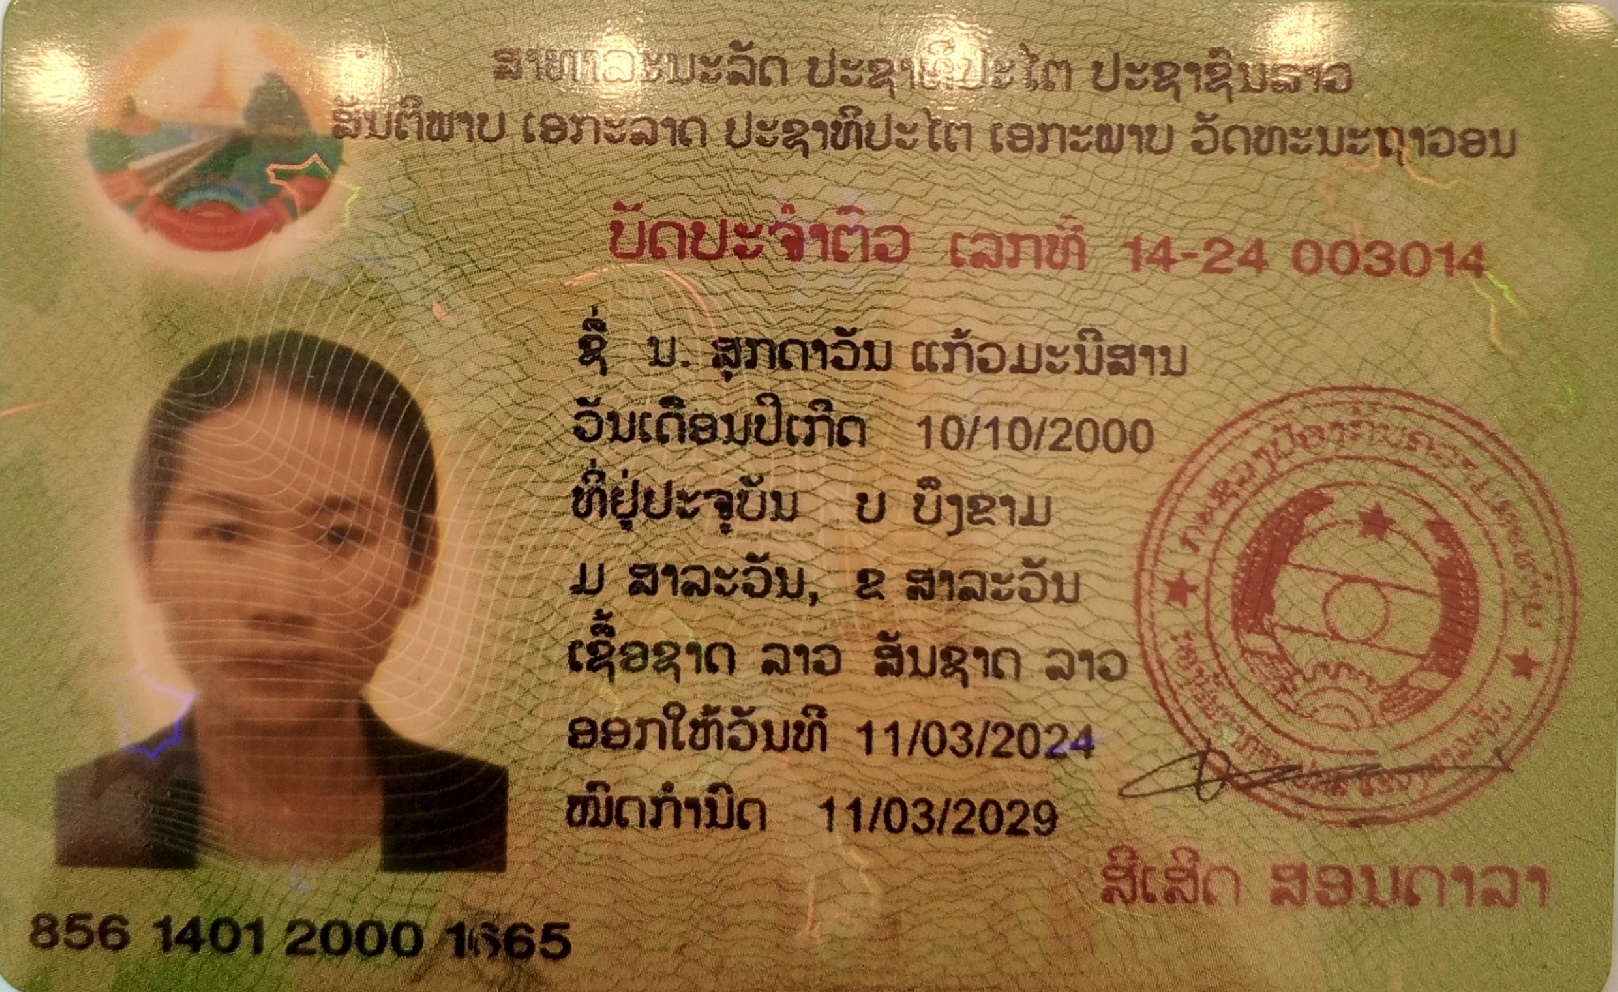 ສາທາລະນະລັດ ປະຊາທິປະໄຕ ປະຊາຊົນລາວ
ສັນຕິພາບ ເອກະລາດ ປະຊາທິປະໄຕ ເອກະພາບ ວັດທະນະຖາວອນ
ບັດປະຈຳຕົວ ເລກທີ່ 14-24 003014
ຊື່ ນ. ສຸກດາວັນ ແກ້ວມະນີສານ
ວັນເດືອນປີເກີດ 10/10/2000
ທີ່ຢູ່ປະຈຸບັນ ບ ບຶງຂາມ
ມ ສາລະວັນ, ຂ ສາລະວັນ
ເຊື້ອຊາດ ລາວ ສັນຊາດ ລາວ
ອອກໃຫ້ວັນທີ 11/03/2024
ໝົດກຳນົດ 11/03/2029
ສີເສີດ ສອນດາລາ
856 1401 2000